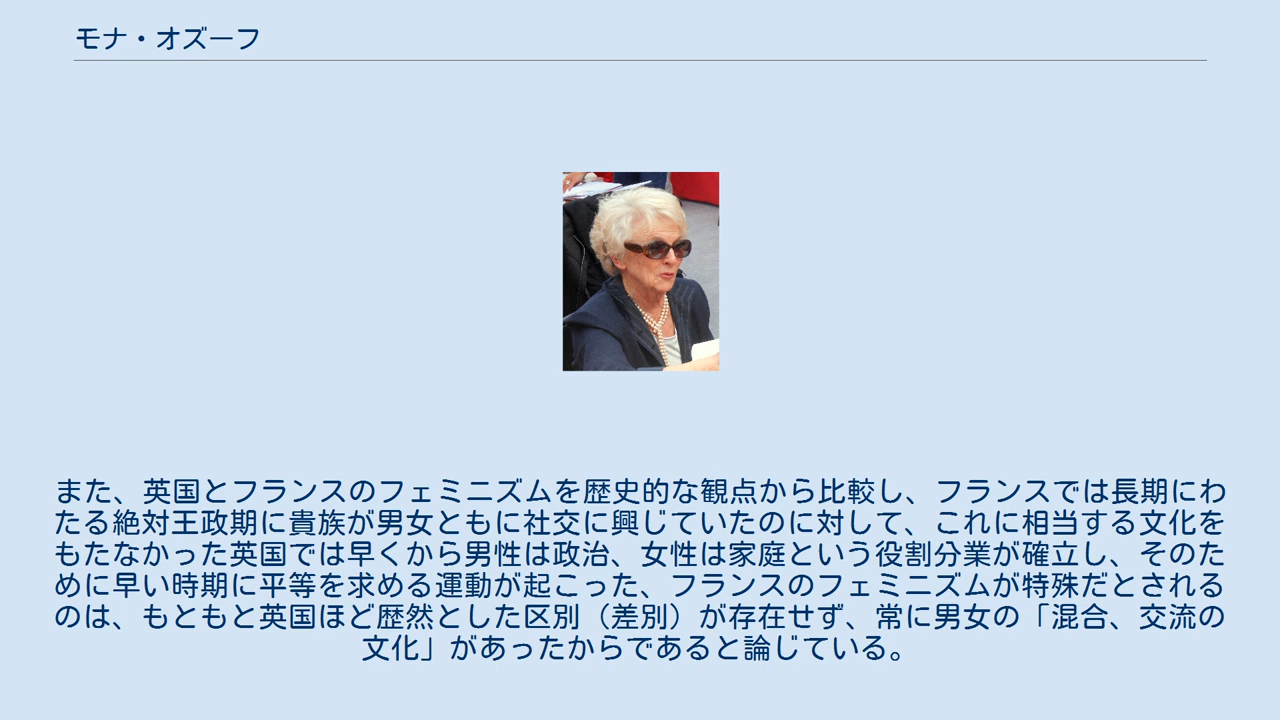 モナ・オズーフ
また、英国とフランスのフェミニズムを歴史的な観点から比較し、フランスでは長期にわ
たる絶対王政期に貴族が男女ともに社交に興じていたのに対して、これに相当する文化を
もたなかった英国では早くから男性は政治、女性は家庭という役割分業が確立し、そのた
めに早い時期に平等を求める運動が起こった、フランスのフェミニズムが特殊だとされる
のは、もともと英国ほど歴然とした区別（差別）が存在せず、常に男女の「混合、交流の
文化」があったからであると論じている。